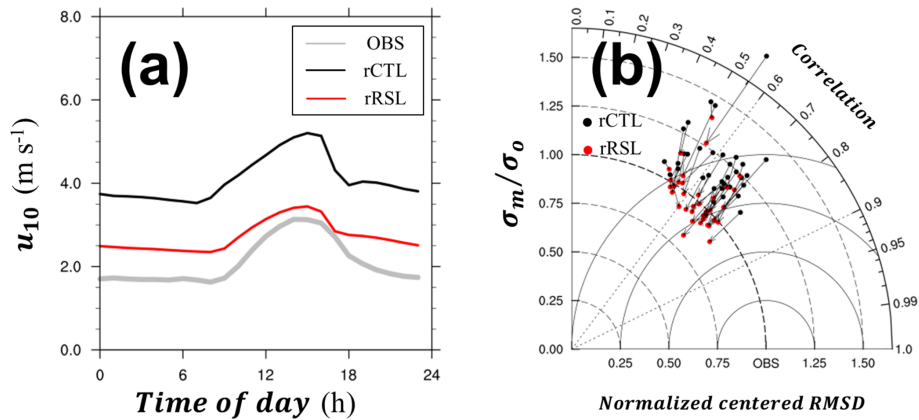 (a)
OBS
rCTL
rRSL
8.0
6.0
4.0
2.0
0.0
u10 (m s-1)
0
6
12
18
24
Time of day (h)
(b)
rCTL
rRSL
σm/σo
1.50
1.25
1.00
0.75
0.50
0.25
0.00
0.0
0.1
0.2
0.3
0.4
0.5
0.6
0.7
0.8
0.9
0.95
0.99
1.0
Correlation
0.25
0.50
0.75
OBS
1.25
1.50
Normalized centered RMSD